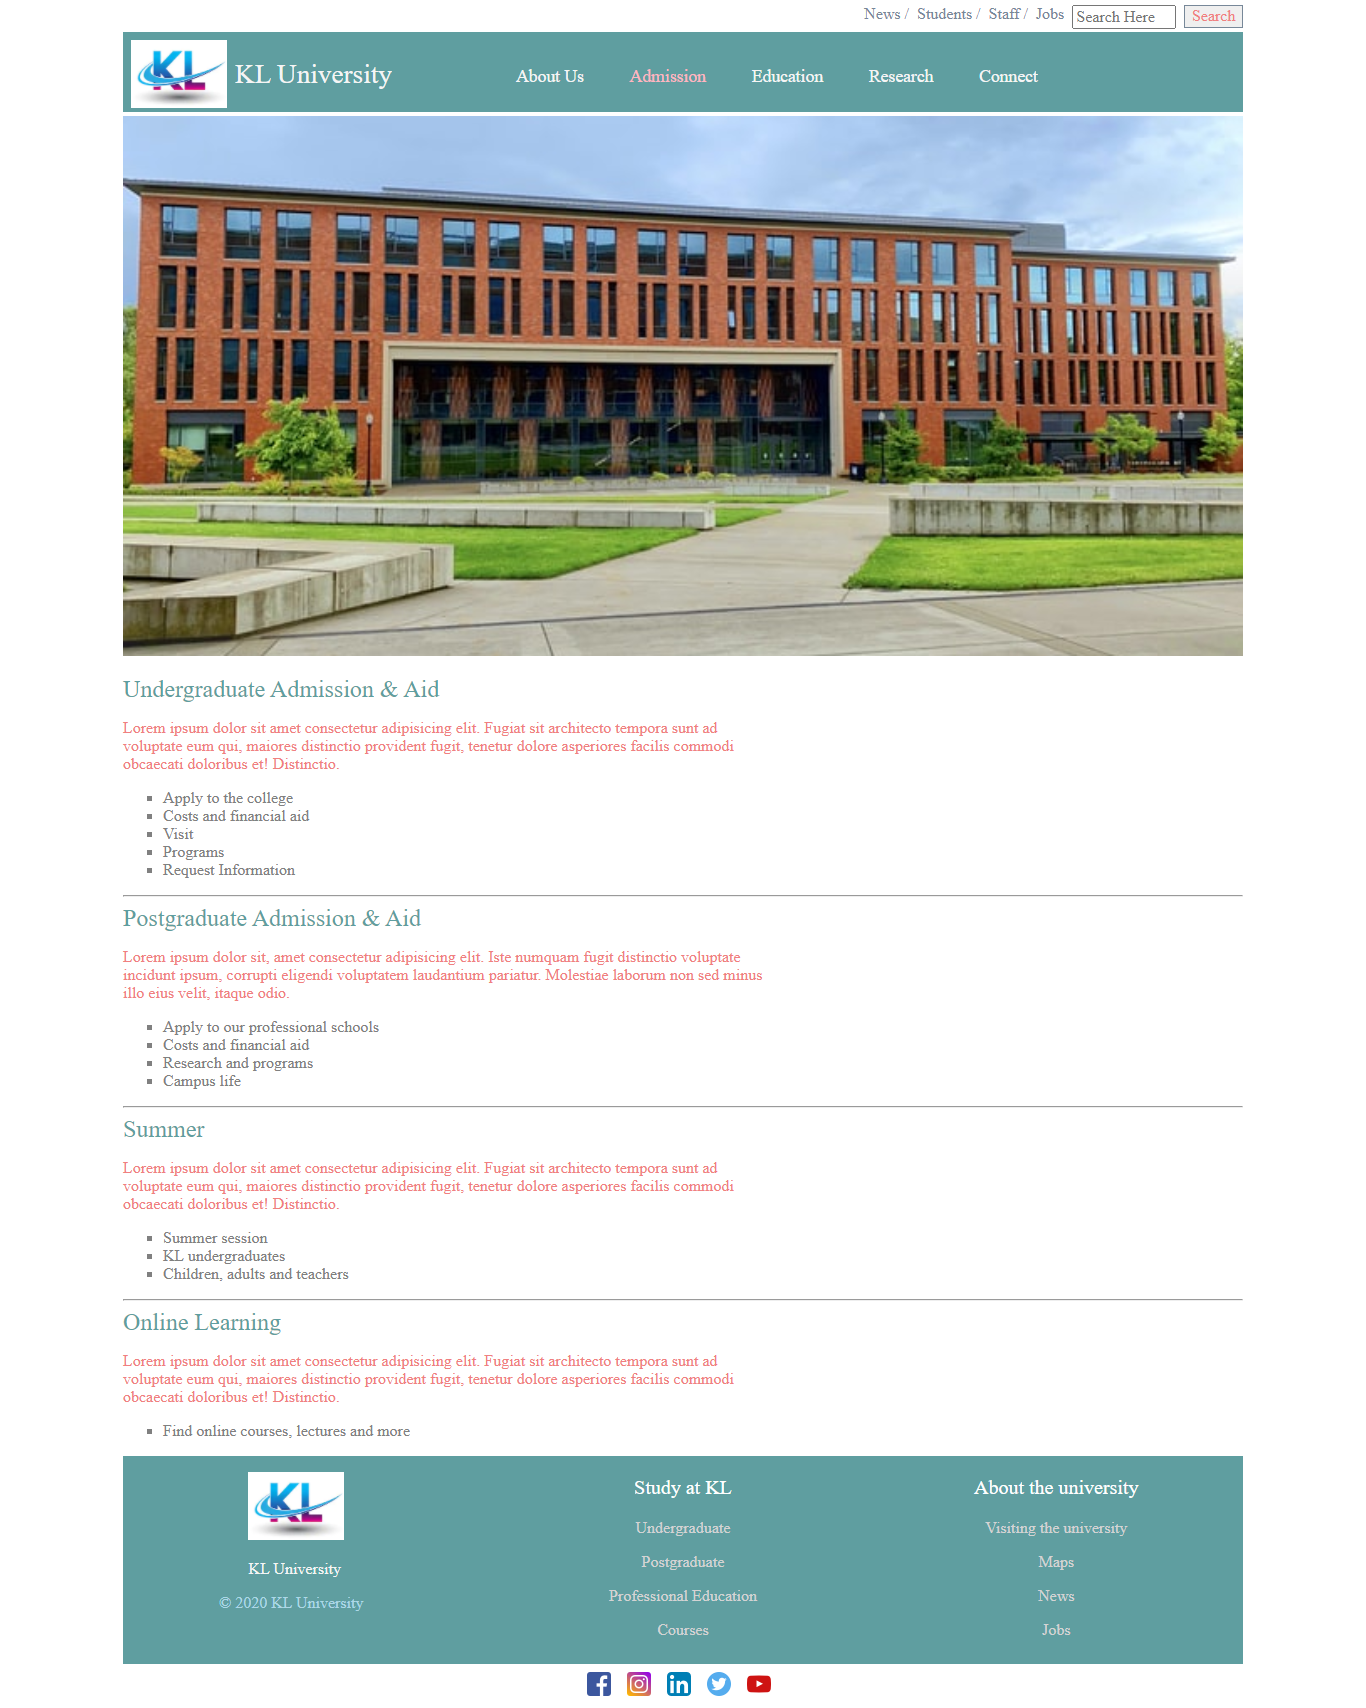 News / Students / Staff / Jobs Search Here Search
KL KL University About Us Admission Education Research Connect
Undergraduate Admission & Aid
Lorem ipsum dolor sit amet consectetur adipisicing elit. Fugiat sit architecto tempora sunt ad
voluptate eum qui, maiores distinctio provident fugit, tenetur dolore asperiores facilis commodi
obcaecati doloribus et! Distinctio.
Apply to the college
Costs and financial aid
Visit
Programs
Request Information
Postgraduate Admission & Aid
Lorem ipsum dolor sit, amet consectetur adipisicing elit. Iste numquam fugit distinctio voluptate
incidunt ipsum, corrupti eligendi voluptatem laudantium pariatur. Molestiae laborum non sed minus
illo eius velit, itaque odio.
Apply to our professional schools
Costs and financial aid
Research and programs
Campus life
Summer
Lorem ipsum dolor sit amet consectetur adipisicing elit. Fugiat sit architecto tempora sunt ad
voluptate eum qui, maiores distinctio provident fugit, tenetur dolore asperiores facilis commodi
obcaecati doloribus et! Distinctio.
Summer session
KL undergraduates
Children, adults and teachers
Online Learning
Lorem ipsum dolor sit amet consectetur adipisicing elit. Fugiat sit architecto tempora sunt ad
voluptate eum qui, maiores distinctio provident fugit, tenetur dolore asperiores facilis commodi
obcaecati doloribus et! Distinctio.
Find online courses, lectures and more
KL
KL University
© 2020 KL University
Study at KL
Undergraduate
Postgraduate
Professional Education
Courses
About the university
Visiting the university
Maps
News
Jobs